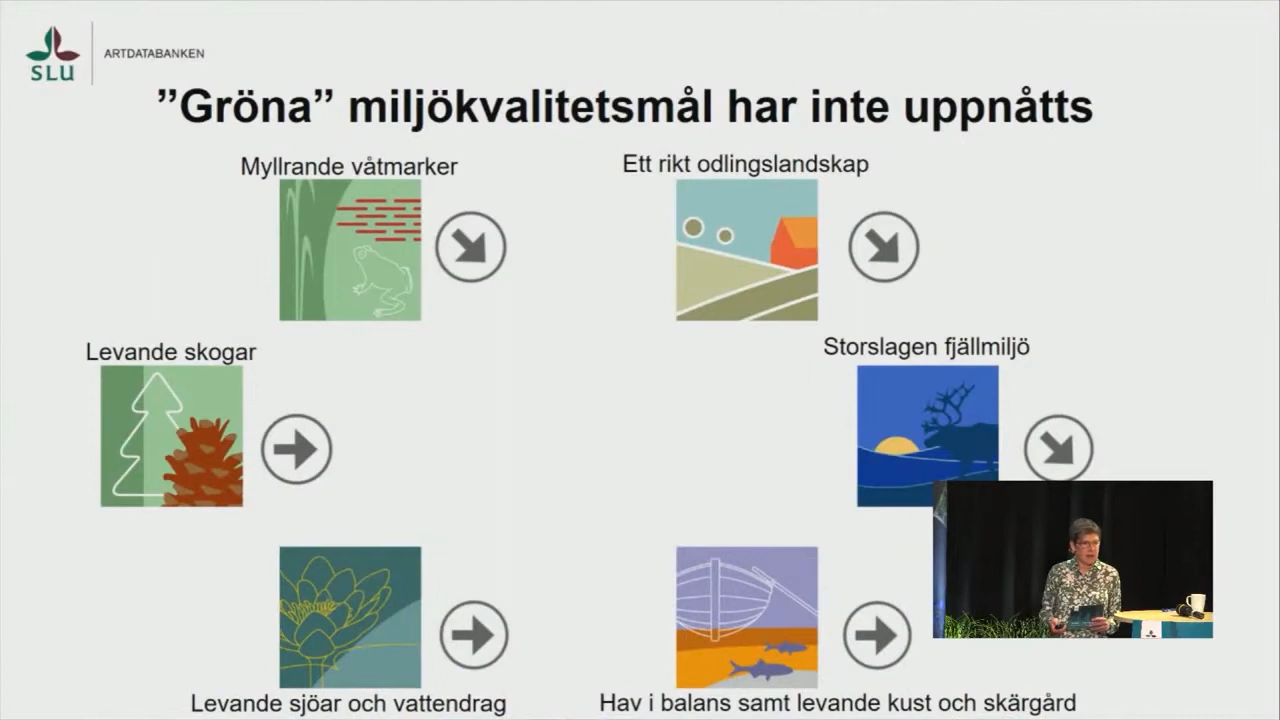 SLU
ARTDATABANKEN
”Gröna” miljökvalitetsmål har inte uppnåtts
Myllrande våtmarker
Ett rikt odlingslandskap
Levande skogar
Storslagen fjällmiljö
Levande sjöar och vattendrag
Hav i balans samt levande kust och skärgård